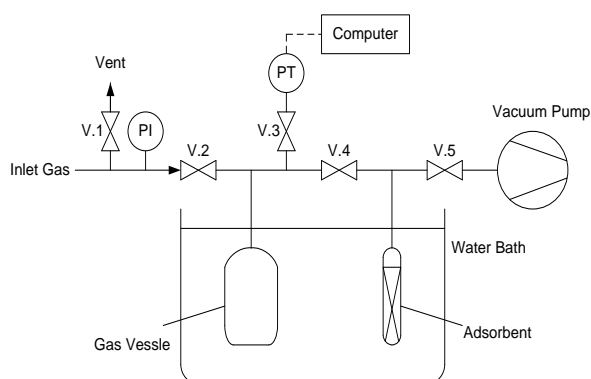 Computer
Vent
PT
Vacuum Pump
V.1
PI
V.3
V.2
V.4
V.5
Inlet Gas
Water Bath
Gas Vessle
Adsorbent